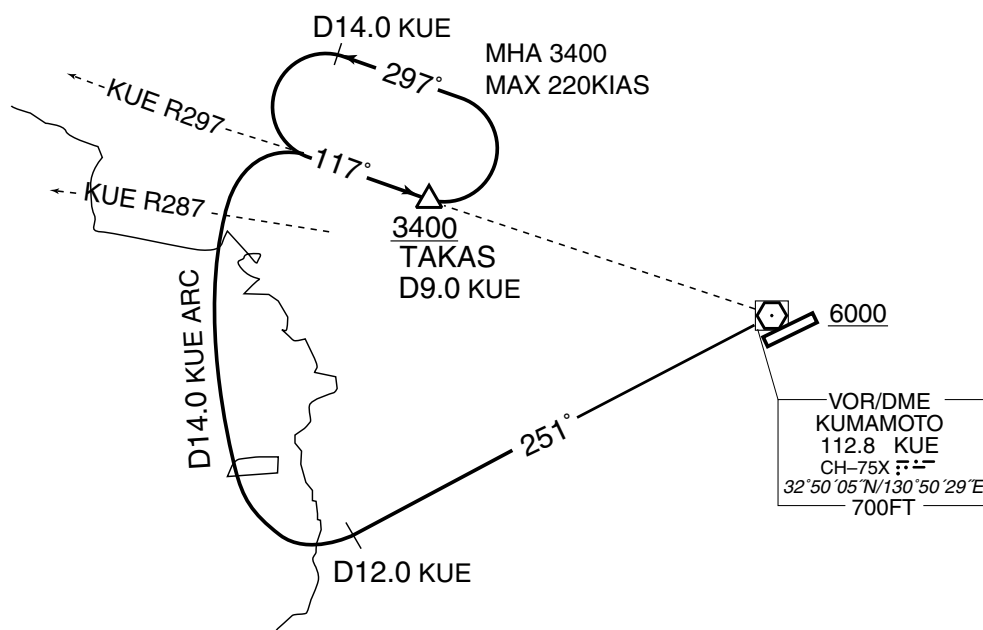 D14.0 KUE
MHA 3400
MAX 220KIAS
297°
KUE R297
117°
KUE R287
3400
TAKAS
D9.0 KUE
6000
D14.0 KUE ARC
251°
D12.0 KUE
VOR/DME
KUMAMOTO
112.8 KUE
CH–75X
32°50´05˝N/130°50´29˝E
700FT